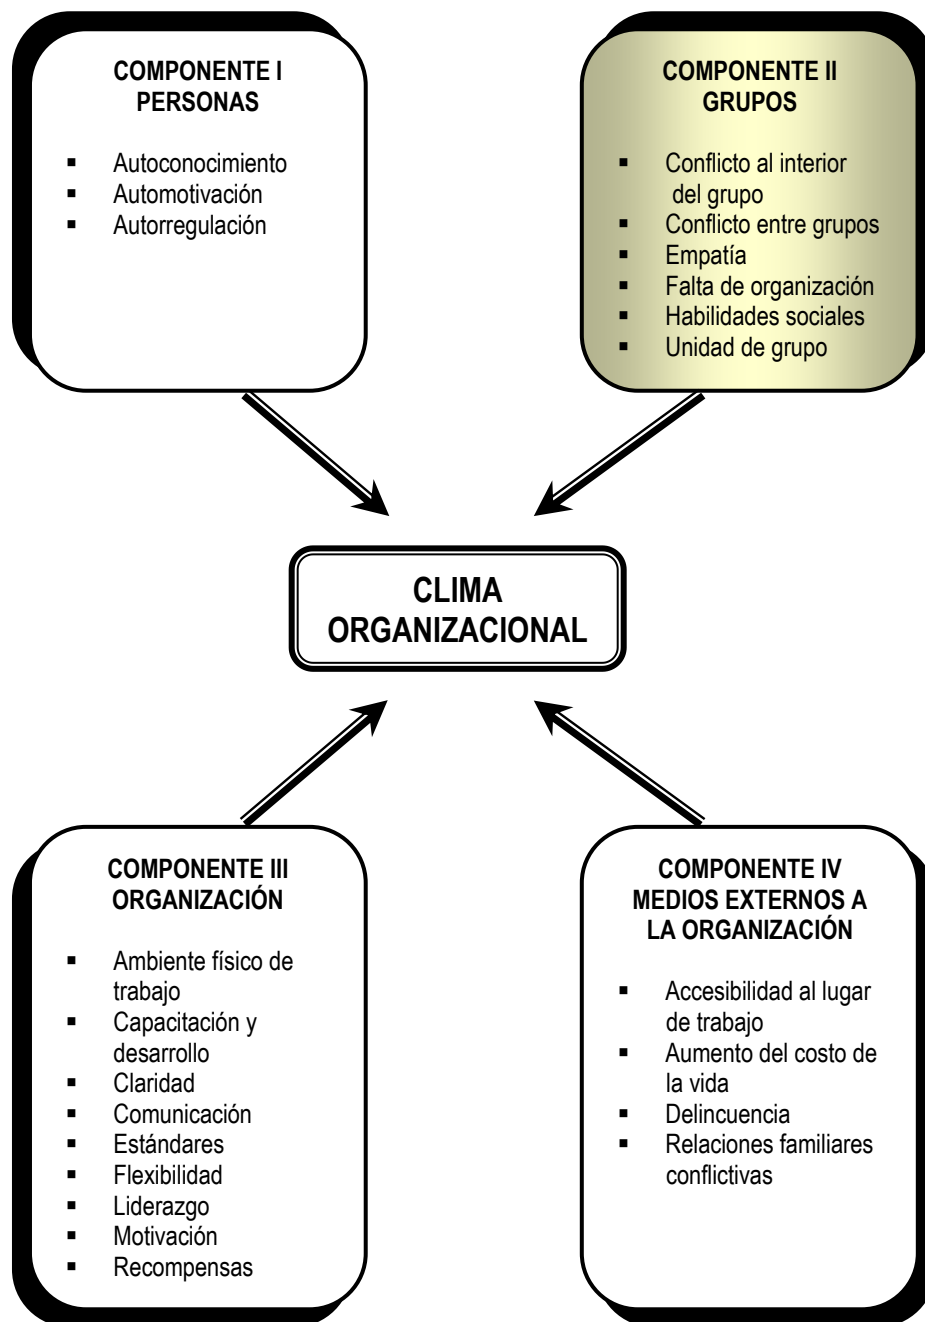 COMPONENTE I
PERSONAS
▪ Autoconocimiento
▪ Automotivación
▪ Autorregulación
COMPONENTE II
GRUPOS
▪ Conflicto al interior
del grupo
▪ Conflicto entre grupos
▪ Empatía
▪ Falta de organización
▪ Habilidades sociales
▪ Unidad de grupo
CLIMA
ORGANIZACIONAL
COMPONENTE III
ORGANIZACIÓN
▪ Ambiente físico de
trabajo
▪ Capacitación y
desarrollo
▪ Claridad
▪ Comunicación
▪ Estándares
▪ Flexibilidad
▪ Liderazgo
▪ Motivación
▪ Recompensas
COMPONENTE IV
MEDIOS EXTERNOS A
LA ORGANIZACIÓN
▪ Accesibilidad al lugar
de trabajo
▪ Aumento del costo de
la vida
▪ Delincuencia
▪ Relaciones familiares
conflictivas